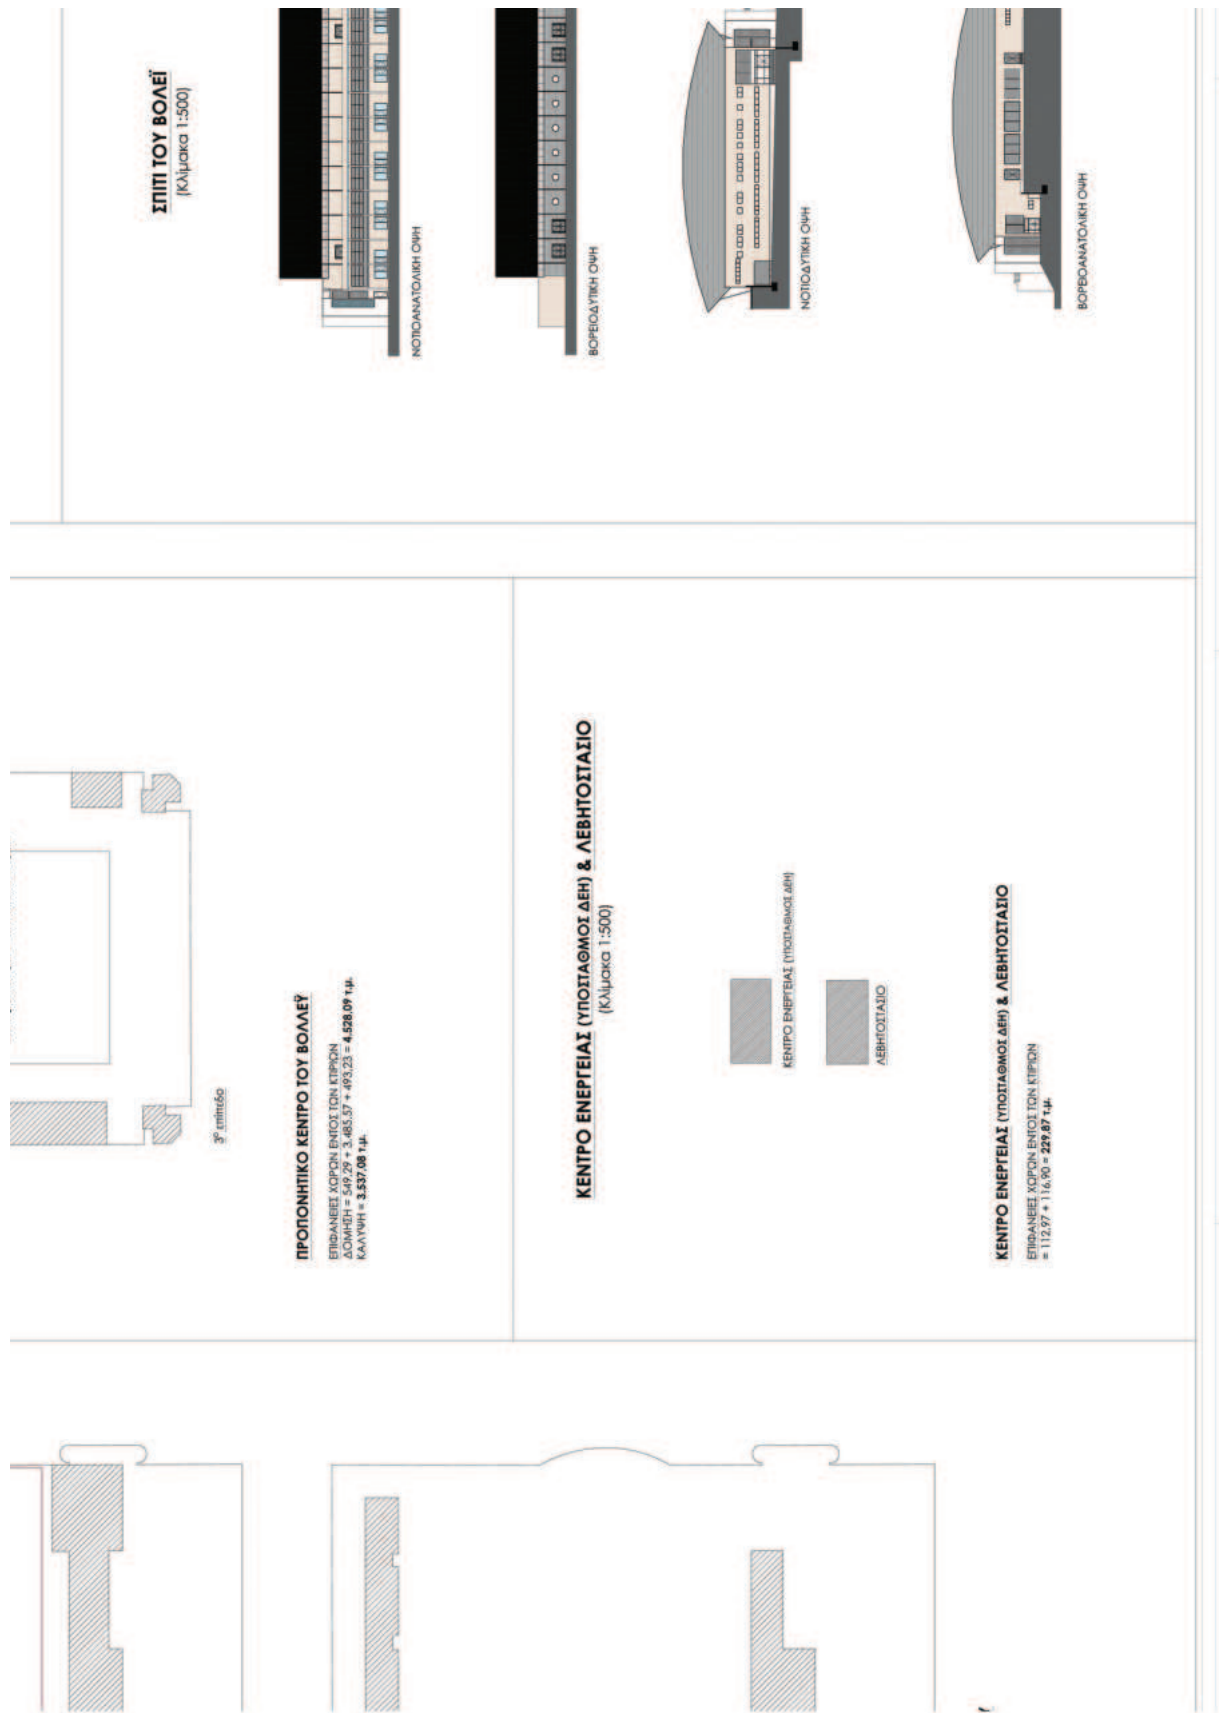 ΣΠΙΤΙ ΤΟΥ ΒΟΛΕΪ
(Κλίμακα 1:500)
ΝΟΤΙΟΑΝΑΤΟΛΙΚΗ ΟΨΗ
ΒΟΡΕΙΟΔΥΤΙΚΗ ΟΨΗ
ΝΟΤΙΟΔΥΤΙΚΗ ΟΨΗ
ΒΟΡΕΙΟΑΝΑΤΟΛΙΚΗ ΟΨΗ
3º επίπεδο
ΠΡΟΠΟΝΗΤΙΚΟ ΚΕΝΤΡΟ ΤΟΥ ΒΟΛΛΕΫ
ΕΠΙΦΑΝΕΙΕΣ ΧΩΡΩΝ ΕΝΤΟΣ ΤΩΝ ΚΤΙΡΙΩΝ
ΔΟΜΗΣΗ = 549,29 + 3.485,57 + 493,23 = 4.528,09 τ.μ.
ΚΑΛΥΨΗ = 3.537,08 τ.μ.
ΚΕΝΤΡΟ ΕΝΕΡΓΕΙΑΣ (ΥΠΟΣΤΑΘΜΟΣ ΔΕΗ) & ΛΕΒΗΤΟΣΤΑΣΙΟ
(Κλίμακα 1:500)
ΚΕΝΤΡΟ ΕΝΕΡΓΕΙΑΣ (ΥΠΟΣΤΑΘΜΟΣ ΔΕΗ)
ΛΕΒΗΤΟΣΤΑΣΙΟ
ΚΕΝΤΡΟ ΕΝΕΡΓΕΙΑΣ (ΥΠΟΣΤΑΘΜΟΣ ΔΕΗ) & ΛΕΒΗΤΟΣΤΑΣΙΟ
ΕΠΙΦΑΝΕΙΕΣ ΧΩΡΩΝ ΕΝΤΟΣ ΤΩΝ ΚΤΙΡΙΩΝ
= 112,97 + 116,90 = 229,87 τ.μ.